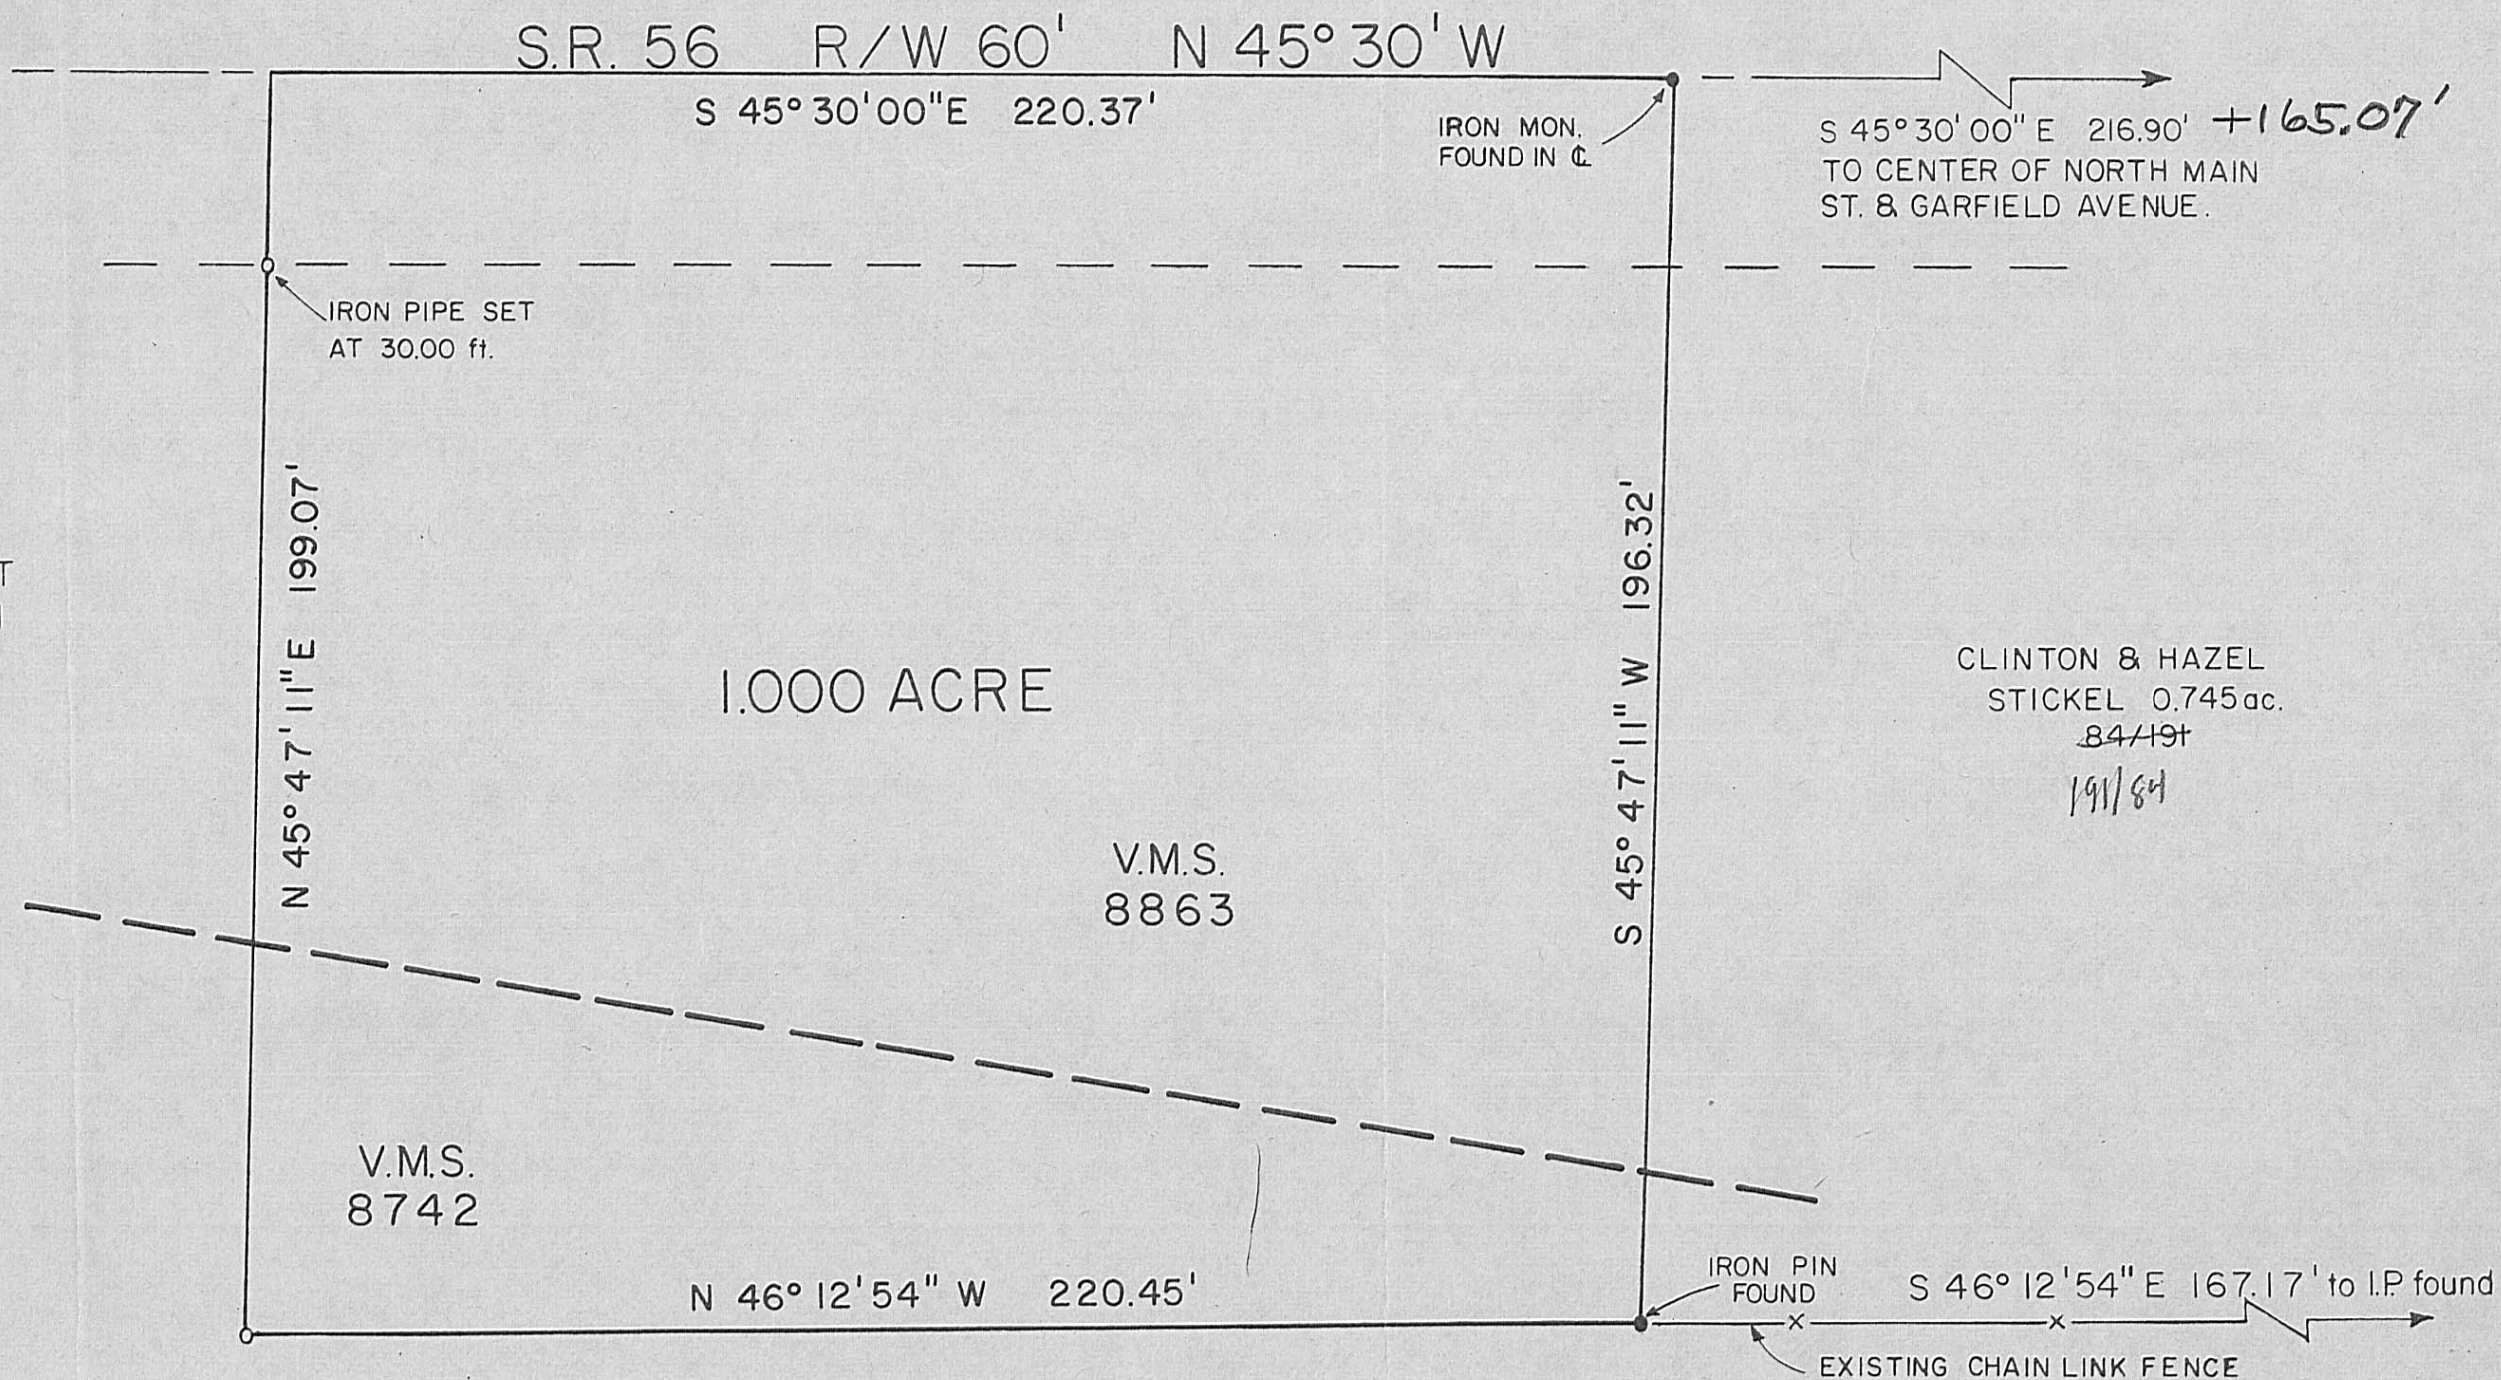 S.R. 56 R/W 60' N 45° 30' W
S 45° 30' 00" E 220.37'
IRON MON.
FOUND IN ℄
S 45° 30' 00" E 216.90' +165.07'
TO CENTER OF NORTH MAIN
ST. & GARFIELD AVENUE.
IRON PIPE SET
AT 30.00 ft.
N 45° 47' 11" E 199.07'
S 45° 47' 11" W 196.32'
T
1.000 ACRE
CLINTON & HAZEL
STICKEL 0.745 ac.
84/191
191/84
V.M.S.
8863
V.M.S.
8742
N 46° 12' 54" W 220.45'
IRON PIN
FOUND
S 46° 12' 54" E 167.17' to I.P. found
EXISTING CHAIN LINK FENCE